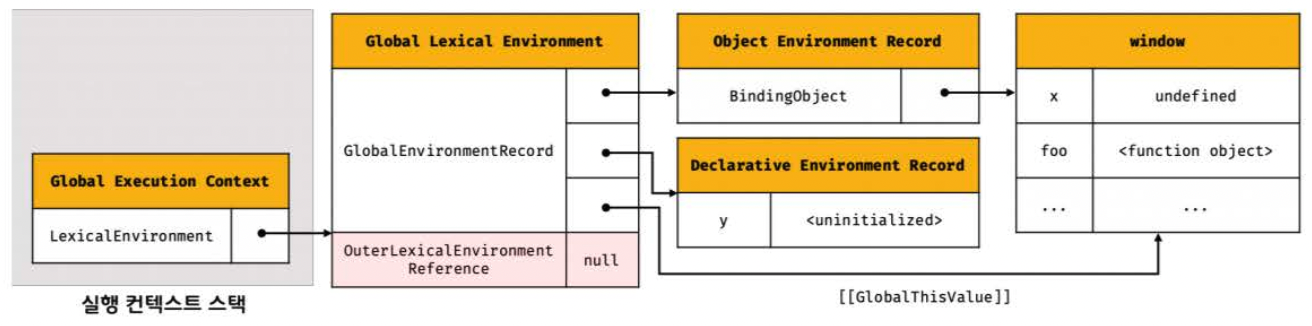 Global Execution Context
LexicalEnvironment
실행 컨텍스트 스택
Global Lexical Environment
GlobalEnvironmentRecord
OuterLexicalEnvironment
Reference
null
Object Environment Record
BindingObject
Declarative Environment Record
y <uninitialized>
window
x undefined
foo <function object>
... ...
[[GlobalThisValue]]